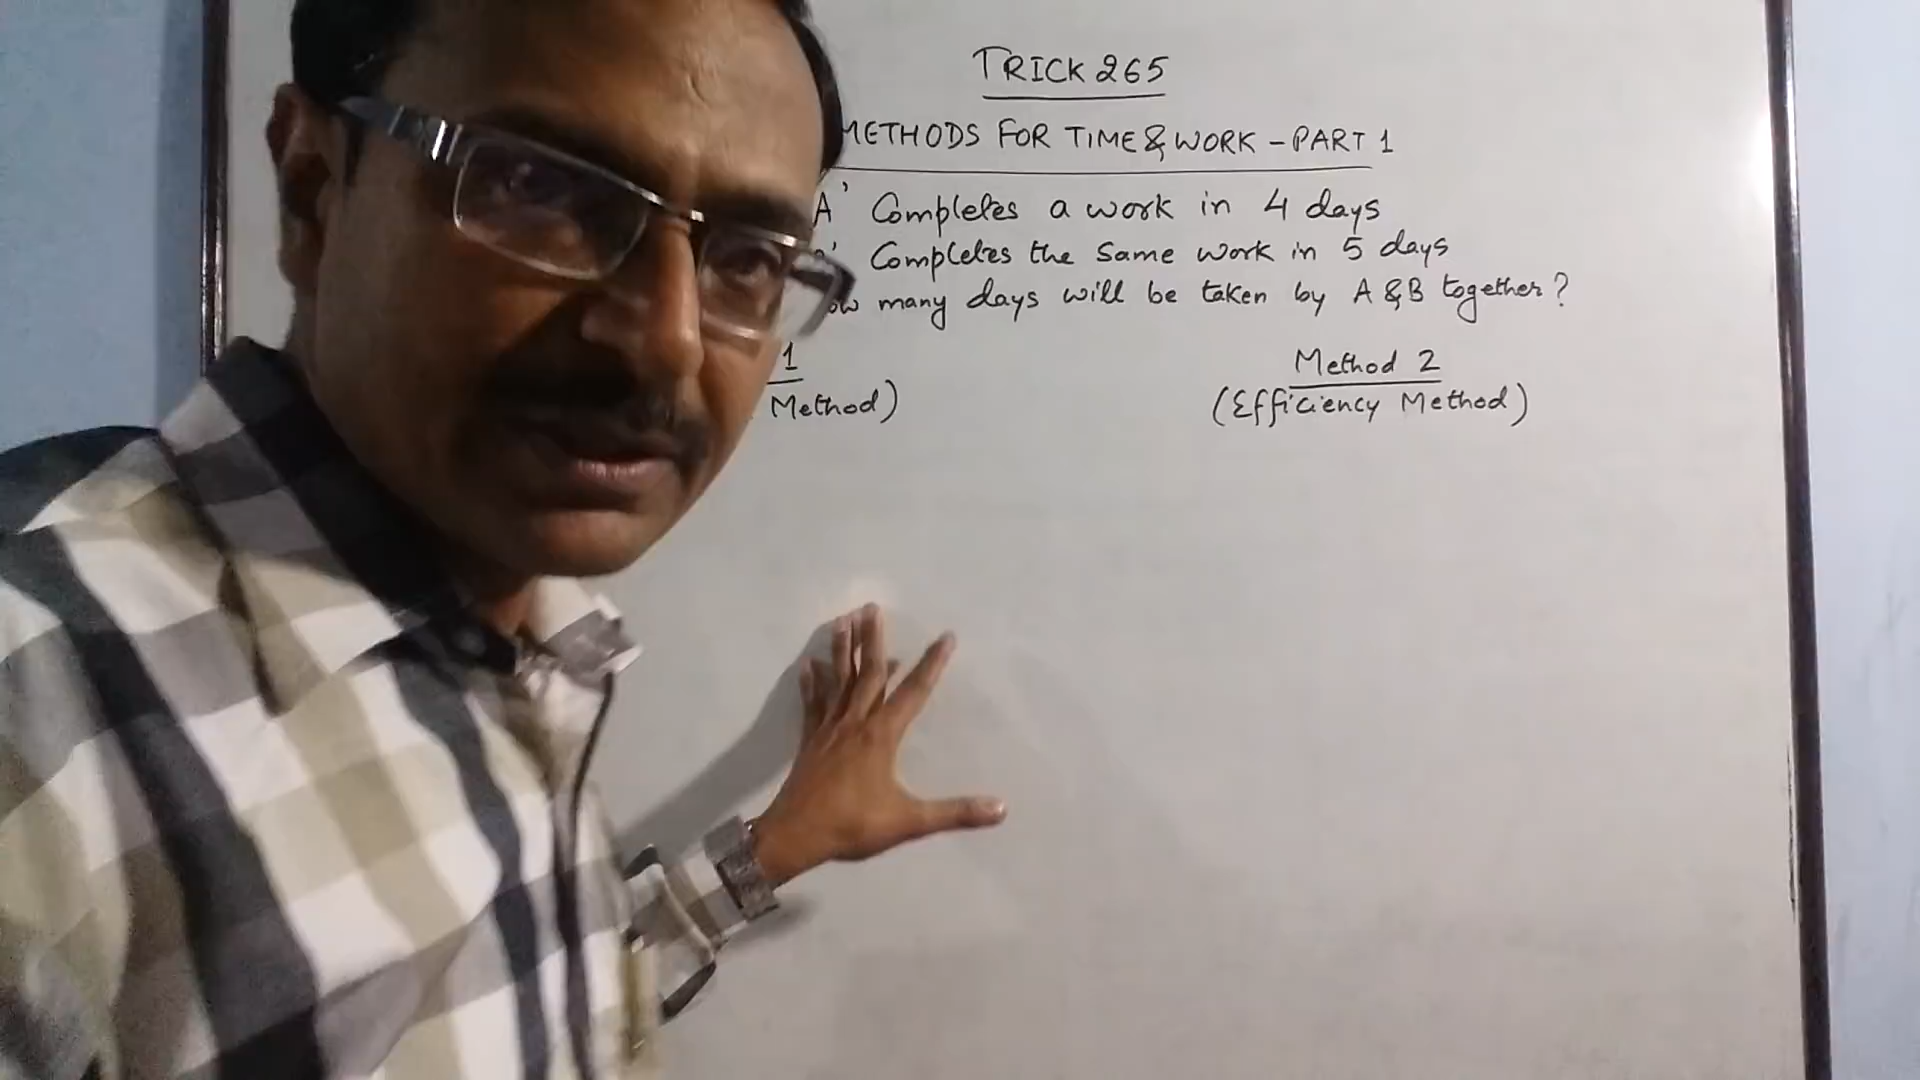 TRICK 265
METHODS FOR TIME & WORK - PART 1
A' Completes a work in 4 days
' Completes the Same work in 5 days
many days will be taken by A & B together?
1
Method)
Method 2
(Efficiency Method)